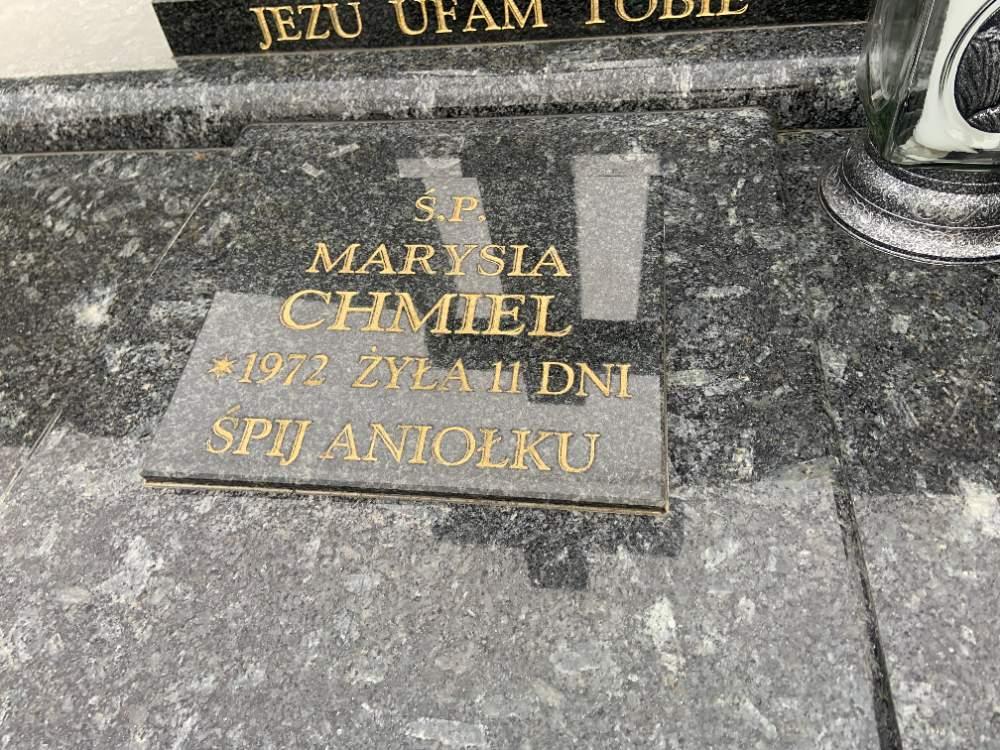 JEZU UFAM TOBIE
Ś.P.
MARYSIA
CHMIEL
*1972 ŻYŁA 11 DNI
ŚPIJ ANIOŁKU